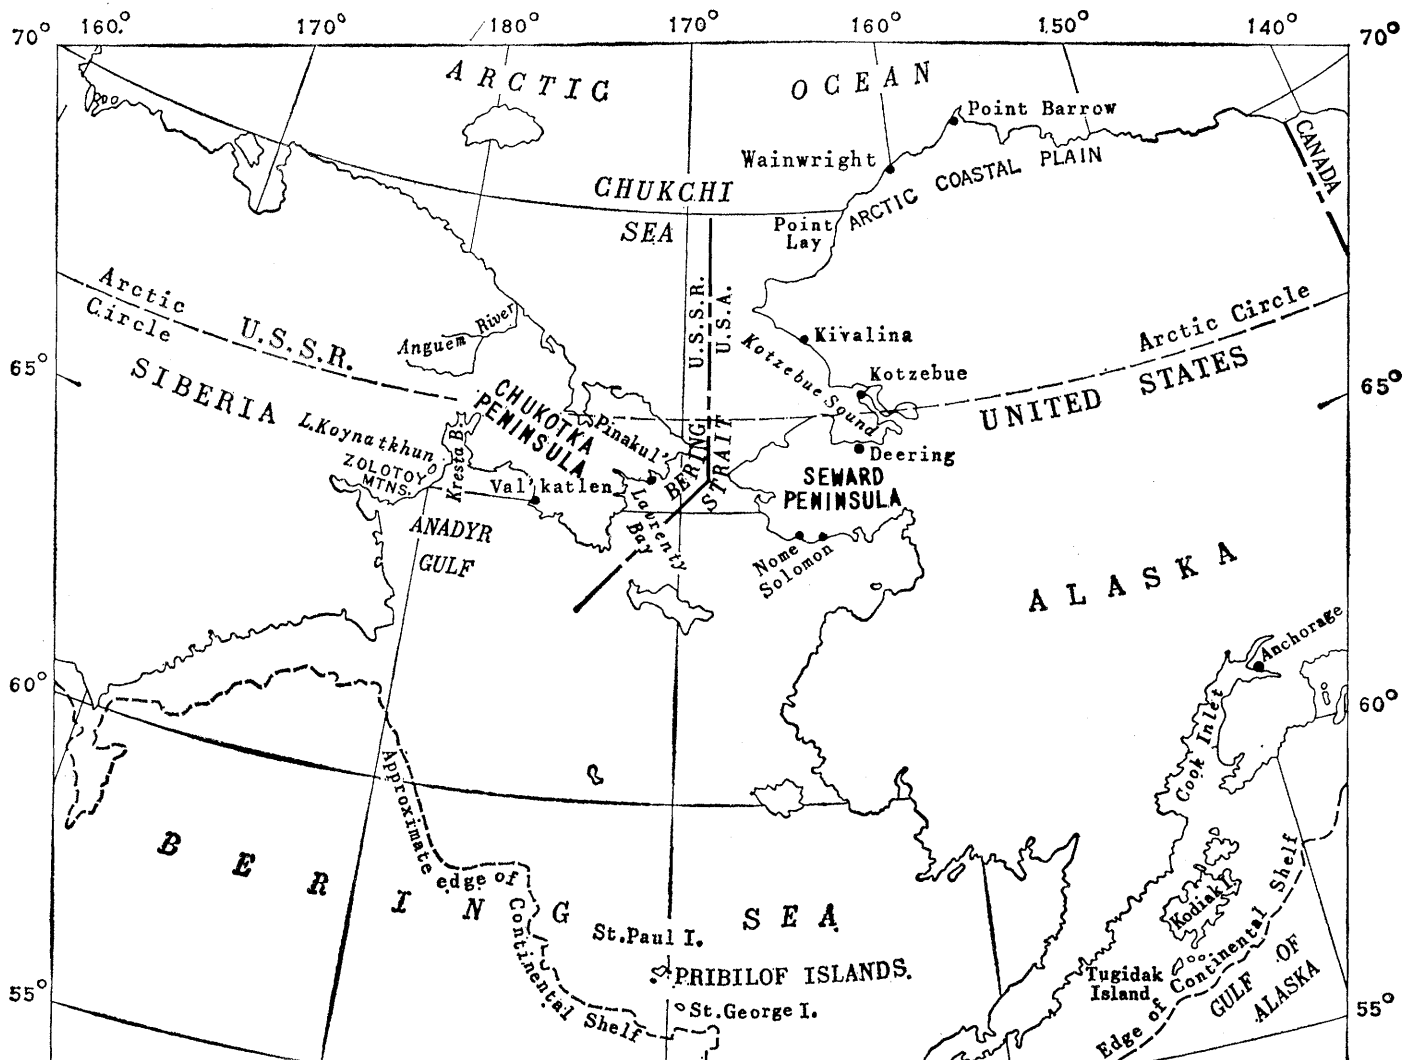 160.
170°
180°
170°
160°
150°
140°
70°
70°
ARCTIC
OCEAN
Point Barrow
Wainwright
ARCTIC COASTAL PLAIN
CANADA
CHUKCHI
SEA
Point
Lay
Arctic
Circle
U.S.S.R.
U.S.S.R.
U.S.A.
Anguem River
Kivalina
Kotzebue Sound
Kotzebue
Arctic Circle
UNITED STATES
65°
65°
SIBERIA
L.Koynatkhun
ZOLOTOY
MTNS.
Kresta B.
CHUKOTKA
PENINSULA
Pinakul'
Val'katlen
Lavrenty
Bay
BERING
STRAIT
Deering
SEWARD
PENINSULA
Nome
Solomon
ANADYR
GULF
ALASKA
Anchorage
Cook Inlet
60°
60°
Approximate
edge of
Continental Shelf
BERING
SEA
St.Paul I.
PRIBILOF ISLANDS.
St.George I.
Kodiak I
Tugidak
Island
Edge of Continental Shelf
GULF OF
ALASKA
55°
55°